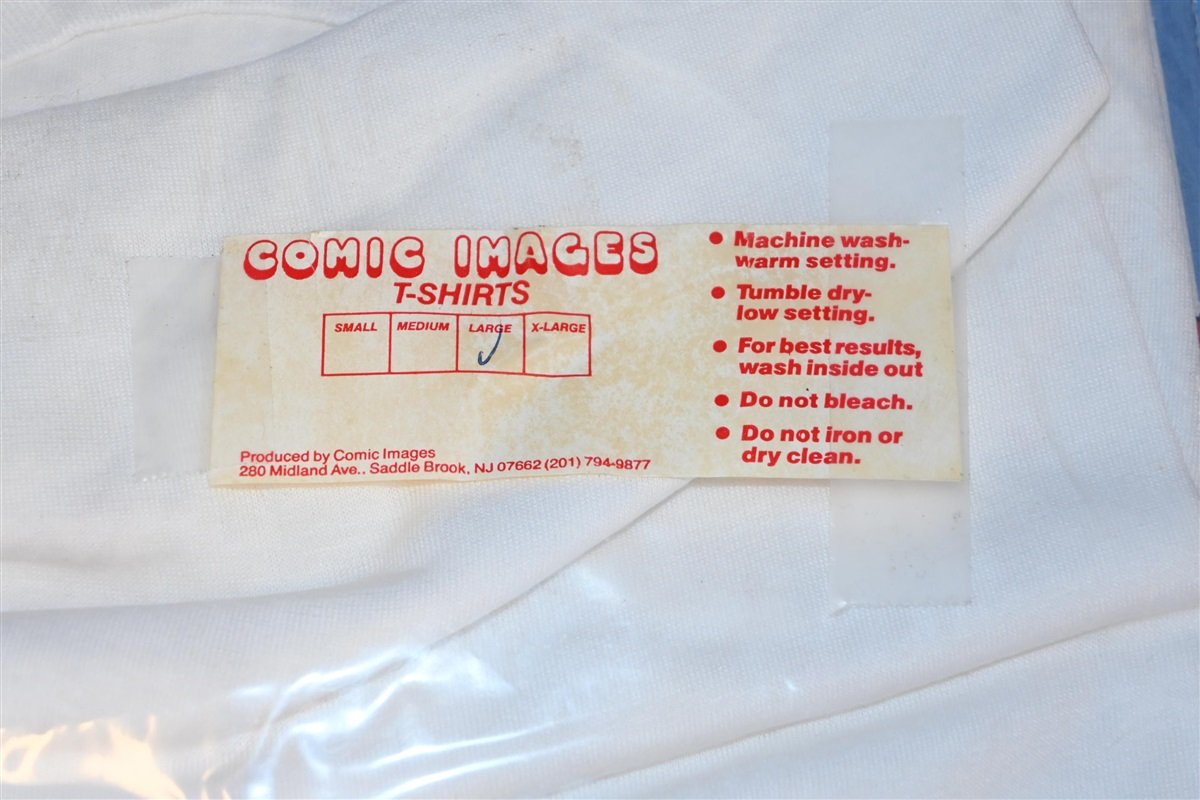 COMIC IMAGES
T-SHIRTS
SMALL MEDIUM LARGE X-LARGE
Produced by Comic Images
280 Midland Ave.. Saddle Brook, NJ 07662 (201) 794-9877
• Machine wash-
warm setting.
• Tumble dry-
low setting.
• For best results,
wash inside out
• Do not bleach.
• Do not iron or
dry clean.